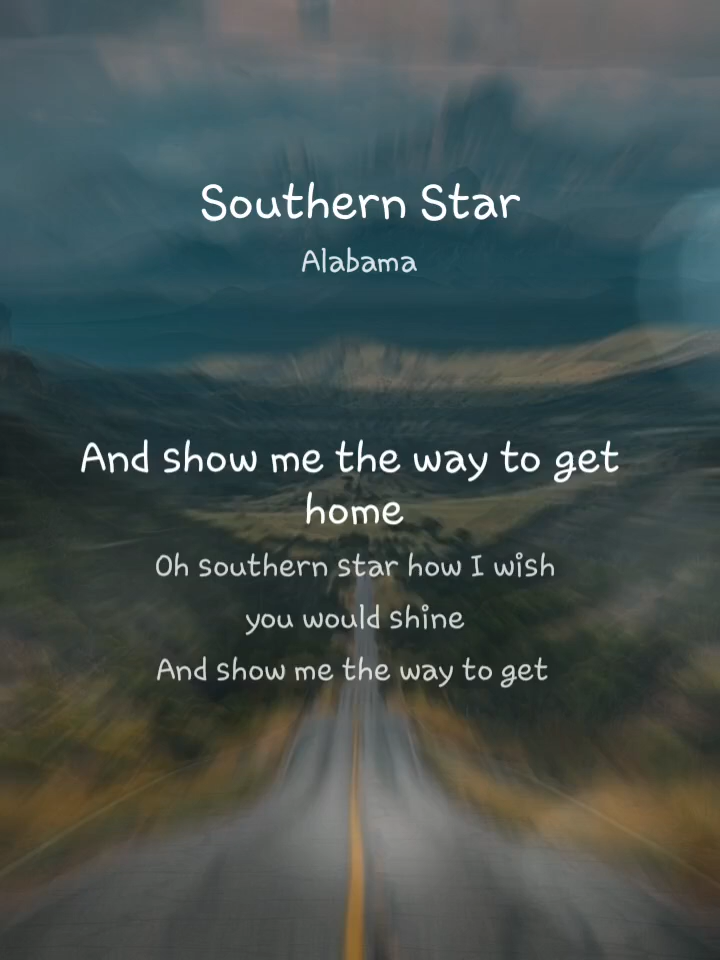 Southern Star
Alabama
And show me the way to get
home
Oh southern star how I wish
you would shine
And show me the way to get